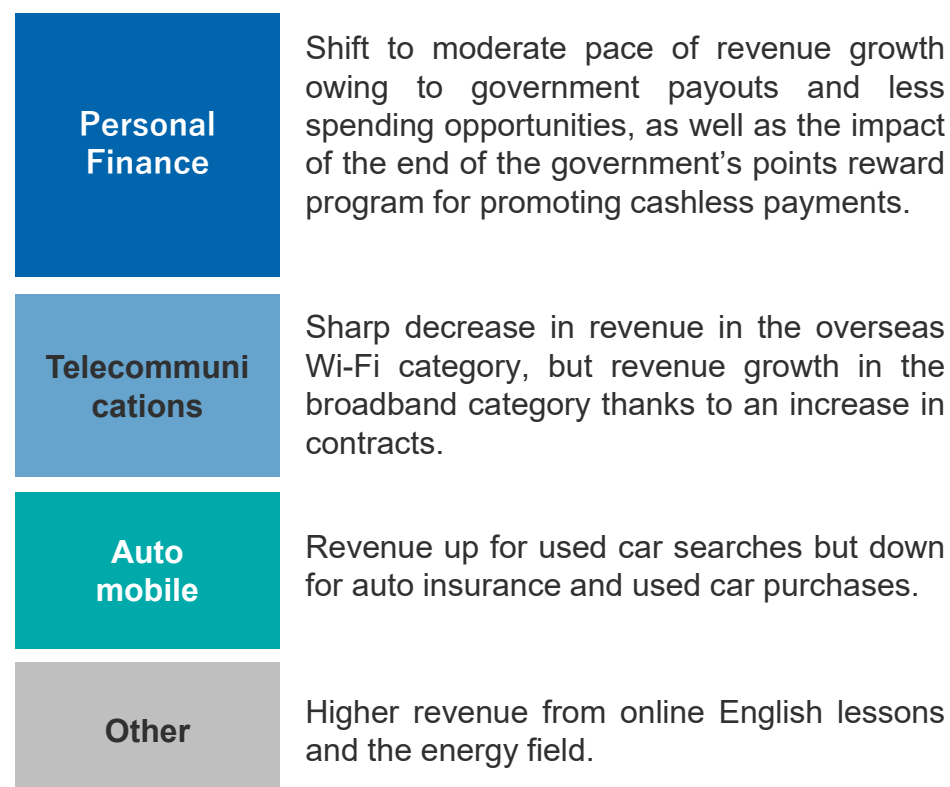 Personal
Finance
Shift to moderate pace of revenue growth
owing to government payouts and less
spending opportunities, as well as the impact
of the end of the government’s points reward
program for promoting cashless payments.
Telecommuni
cations
Sharp decrease in revenue in the overseas
Wi-Fi category, but revenue growth in the
broadband category thanks to an increase in
contracts.
Auto
mobile
Revenue up for used car searches but down
for auto insurance and used car purchases.
Other
Higher revenue from online English lessons
and the energy field.